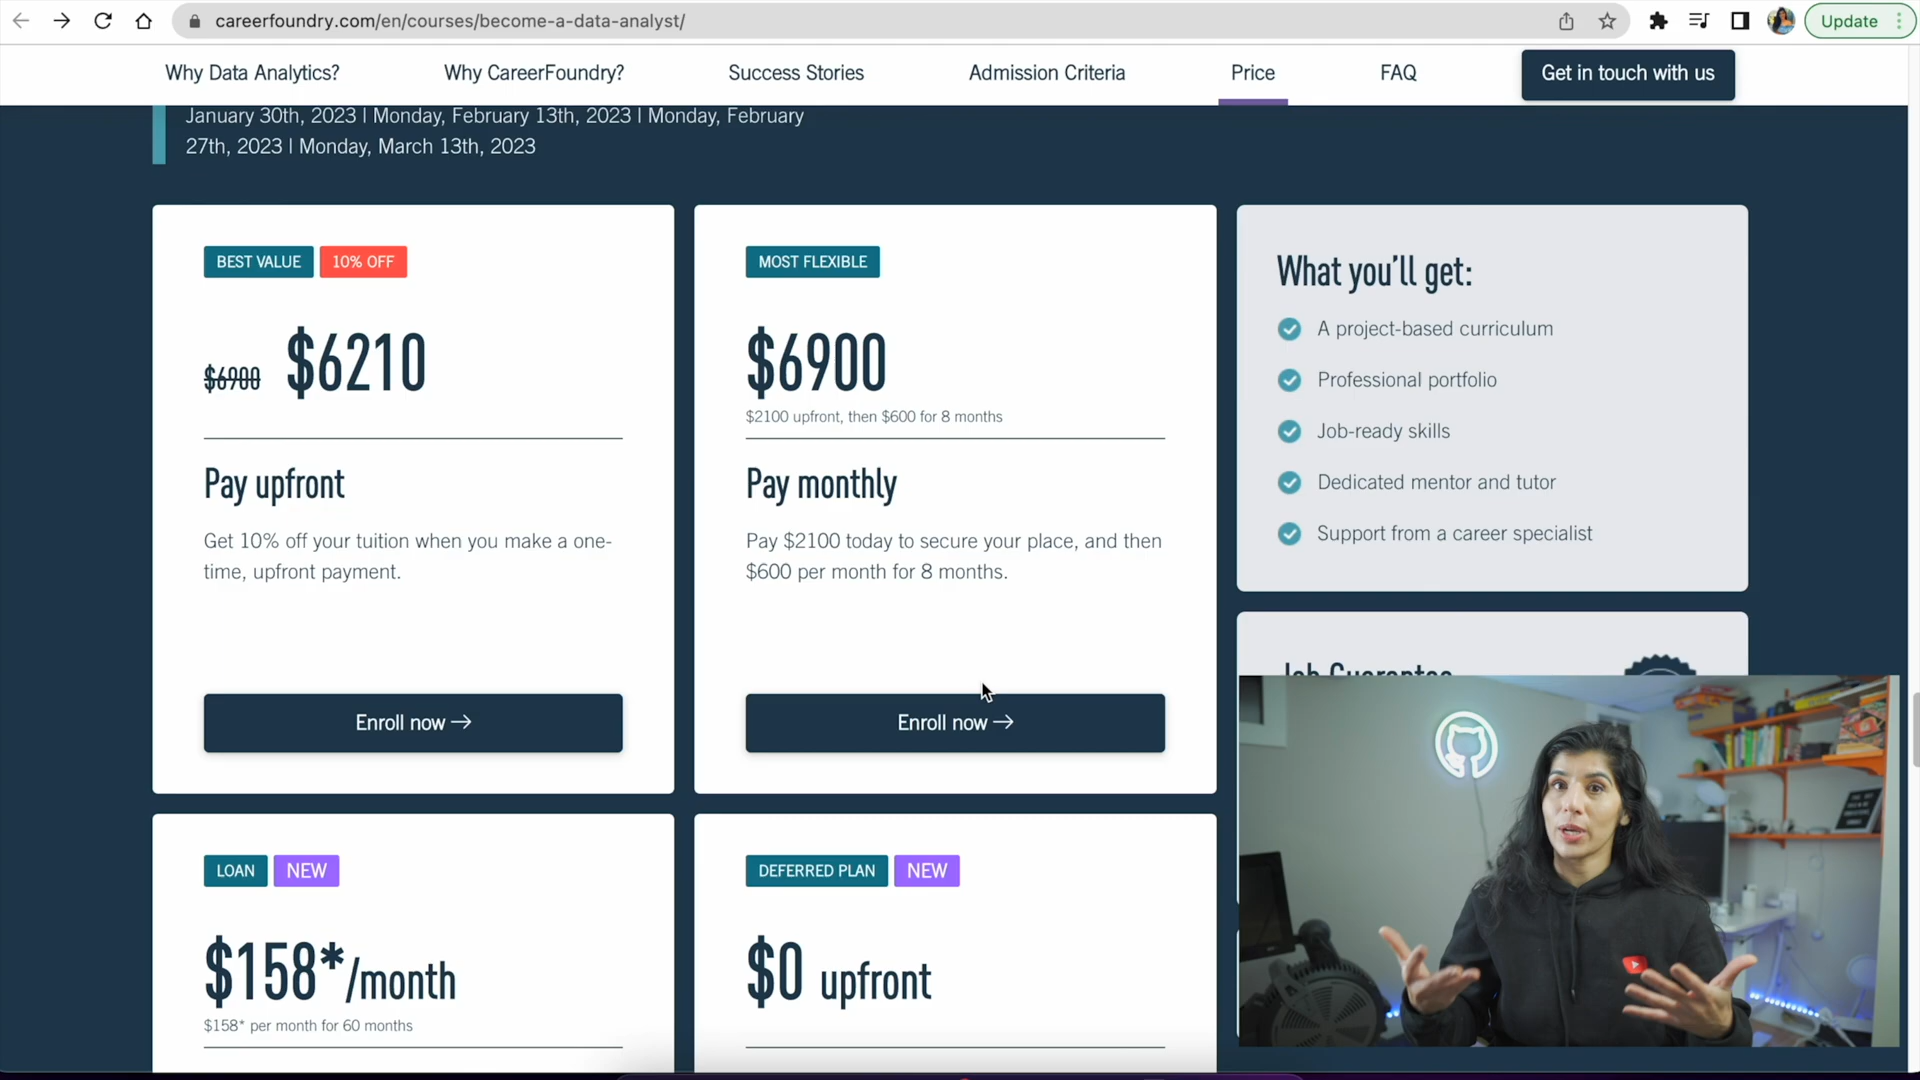 careerfoundry.com/en/courses/become-a-data-analyst/
Update
Why Data Analytics?
Why CareerFoundry?
Success Stories
Admission Criteria
Price
FAQ
Get in touch with us
January 30th, 2023 | Monday, February 13th, 2023 | Monday, February
27th, 2023 | Monday, March 13th, 2023
BEST VALUE
10% OFF
$6900 $6210
Pay upfront
Get 10% off your tuition when you make a one-
time, upfront payment.
Enroll now →
MOST FLEXIBLE
$6900
$2100 upfront, then $600 for 8 months
Pay monthly
Pay $2100 today to secure your place, and then
$600 per month for 8 months.
Enroll now →
What you'll get:
A project-based curriculum
Professional portfolio
Job-ready skills
Dedicated mentor and tutor
Support from a career specialist
Job Guarantee
LOAN
NEW
$158*/month
$158* per month for 60 months
DEFERRED PLAN
NEW
$0 upfront